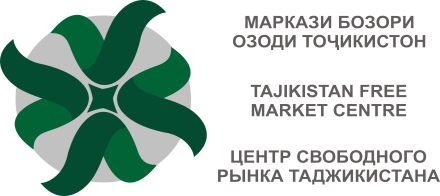 МАРКАЗИ БОЗОРИ
ОЗОДИ ТОҶИКИСТОН
TAJIKISTAN FREE
MARKET CENTRE
ЦЕНТР СВОБОДНОГО
РЫНКА ТАДЖИКИСТАНА